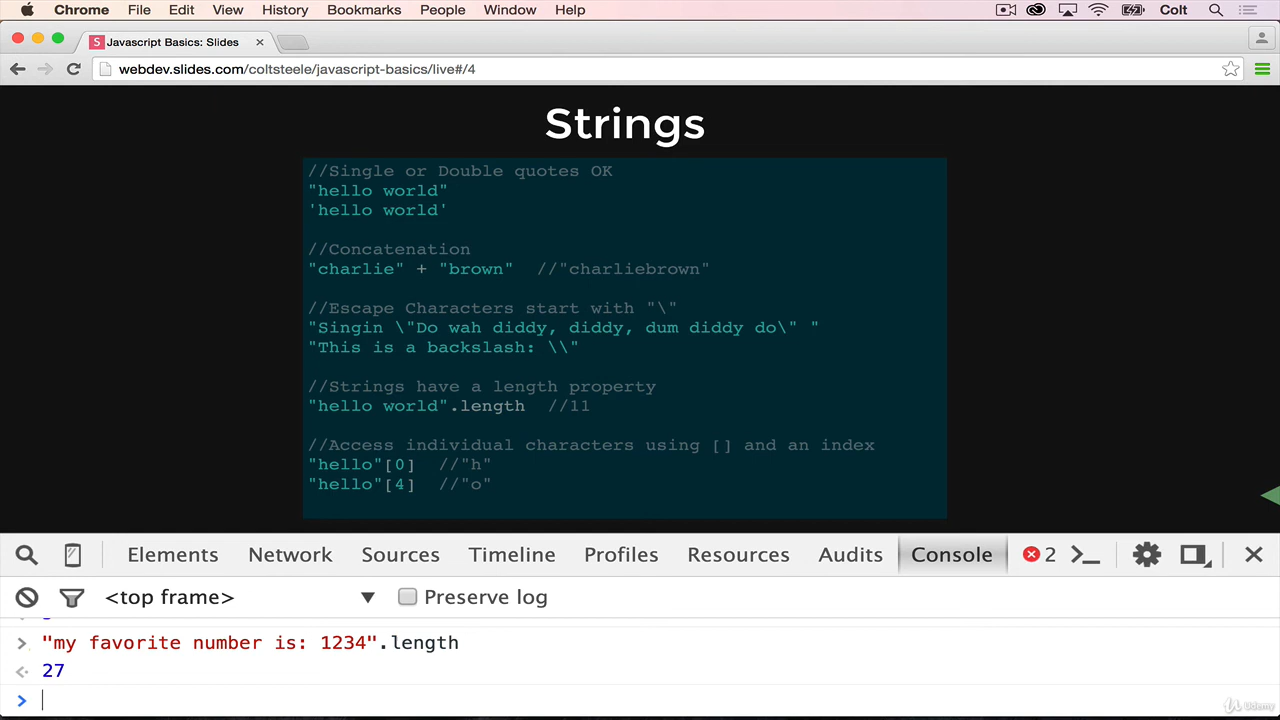 Chrome File Edit View History Bookmarks People Window Help Colt
S Javascript Basics: Slides
webdev.slides.com/coltsteele/javascript-basics/live#/4
Strings
//Single or Double quotes OK
"hello world"
'hello world'
//Concatenation
"charlie" + "brown" //"charliebrown"
//Escape Characters start with "\"
"Singin \"Do wah diddy, diddy, dum diddy do\" "
"This is a backslash: \\"
//Strings have a length property
"hello world".length //11
//Access individual characters using [] and an index
"hello"[0] //"h"
"hello"[4] //"o"
Elements Network Sources Timeline Profiles Resources Audits Console 2
<top frame> Preserve log
> "my favorite number is: 1234".length
27
>
Udemy